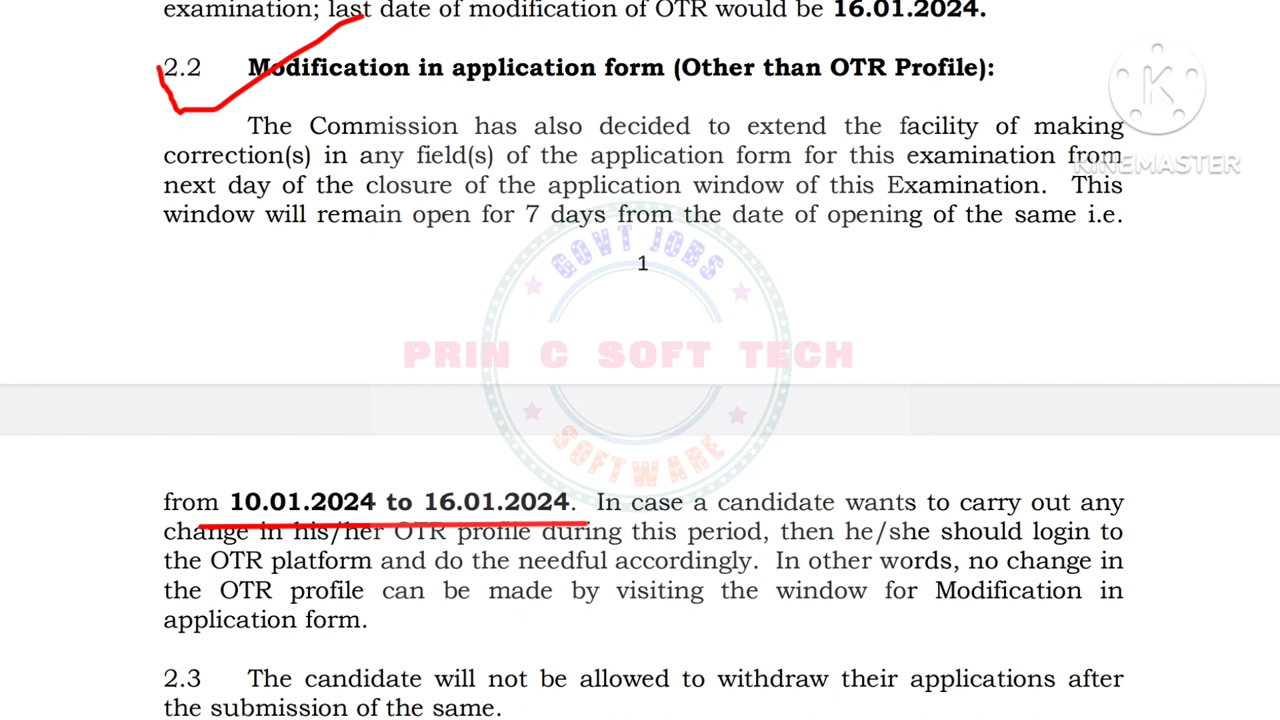 examination; last date of modification of OTR would be 16.01.2024.
2.2 Modification in application form (Other than OTR Profile):
The Commission has also decided to extend the facility of making
correction(s) in any field(s) of the application form for this examination from
next day of the closure of the application window of this Examination. This
window will remain open for 7 days from the date of opening of the same i.e.
1
from 10.01.2024 to 16.01.2024. In case a candidate wants to carry out any
change in his/her OTR profile during this period, then he/she should login to
the OTR platform and do the needful accordingly. In other words, no change in
the OTR profile can be made by visiting the window for Modification in
application form.
2.3 The candidate will not be allowed to withdraw their applications after
the submission of the same.
K
KINEMASTER
GOVT JOBS
PRIN C SOFT TECH
SOFTWARE